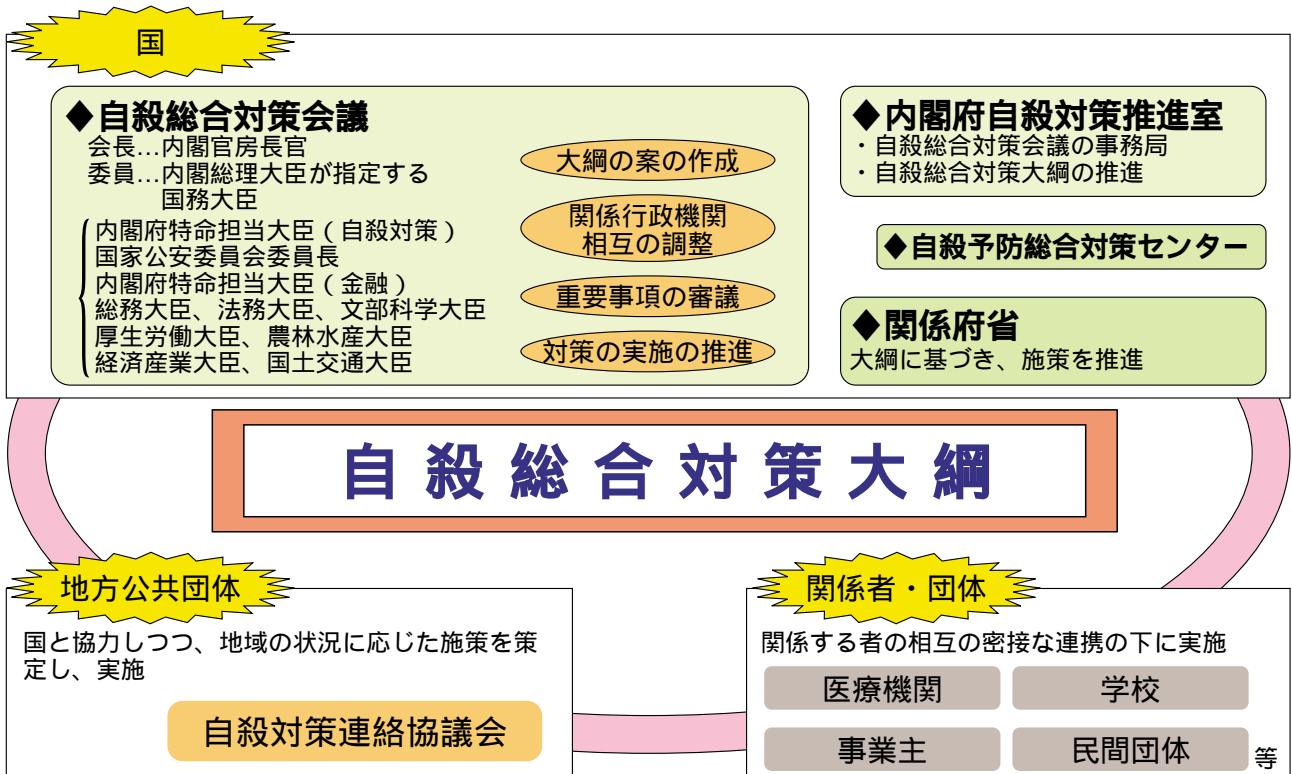 国
◆自殺総合対策会議
会長…内閣官房長官
委員…内閣総理大臣が指定する
国務大臣
内閣府特命担当大臣(自殺対策)
国家公安委員会委員長
内閣府特命担当大臣(金融)
総務大臣、法務大臣、文部科学大臣
厚生労働大臣、農林水産大臣
経済産業大臣、国土交通大臣
大綱の案の作成
関係行政機関
相互の調整
重要事項の審議
対策の実施の推進
◆内閣府自殺対策推進室
・自殺総合対策会議の事務局
・自殺総合対策大綱の推進
◆自殺予防総合対策センター
◆関係府省
大綱に基づき、施策を推進
自殺総合対策大綱
地方公共団体
国と協力しつつ、地域の状況に応じた施策を策
定し、実施
自殺対策連絡協議会
関係者・団体
関係する者の相互の密接な連携の下に実施
医療機関
学校
事業主
民間団体
等